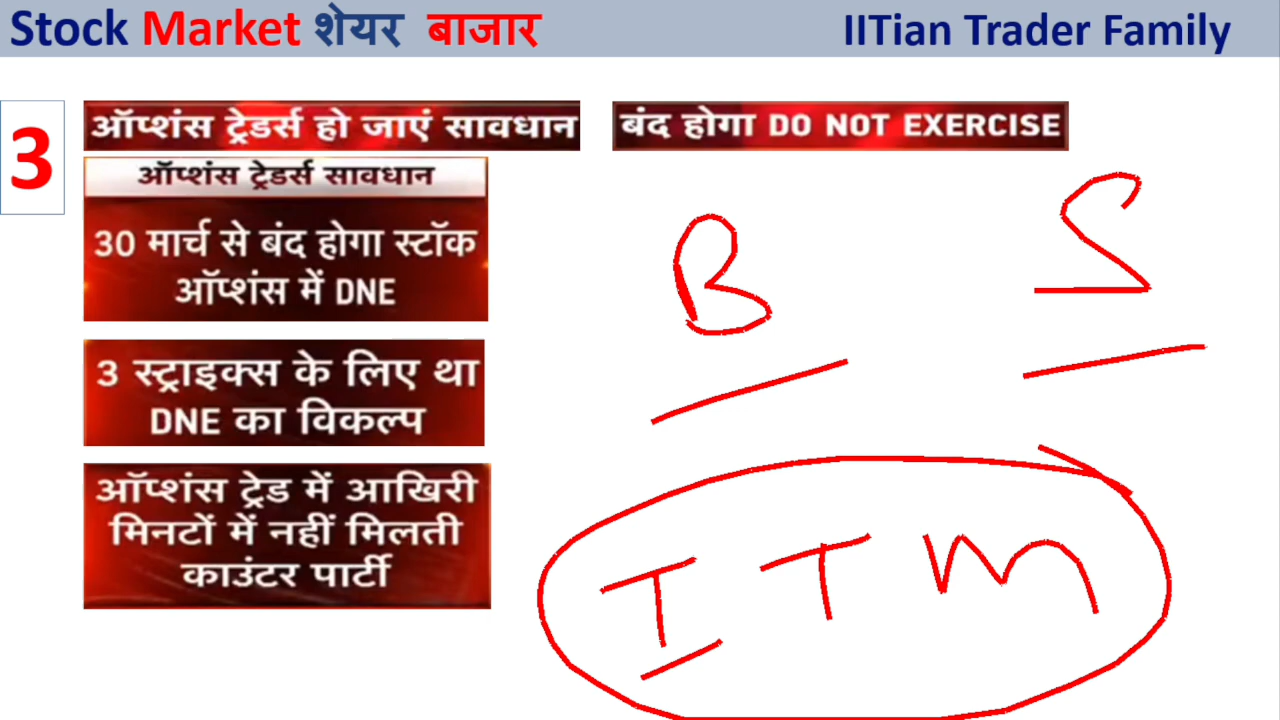 Stock Market शेयर बाजार
IITian Trader Family
3
ऑप्शंस ट्रेडर्स हो जाएं सावधान
बंद होगा DO NOT EXERCISE
ऑप्शंस ट्रेडर्स सावधान
30 मार्च से बंद होगा स्टॉक
ऑप्शंस में DNE
3 स्ट्राइक्स के लिए था
DNE का विकल्प
ऑप्शंस ट्रेड में आखिरी
मिनटों में नहीं मिलती
काउंटर पार्टी
B S
ITM